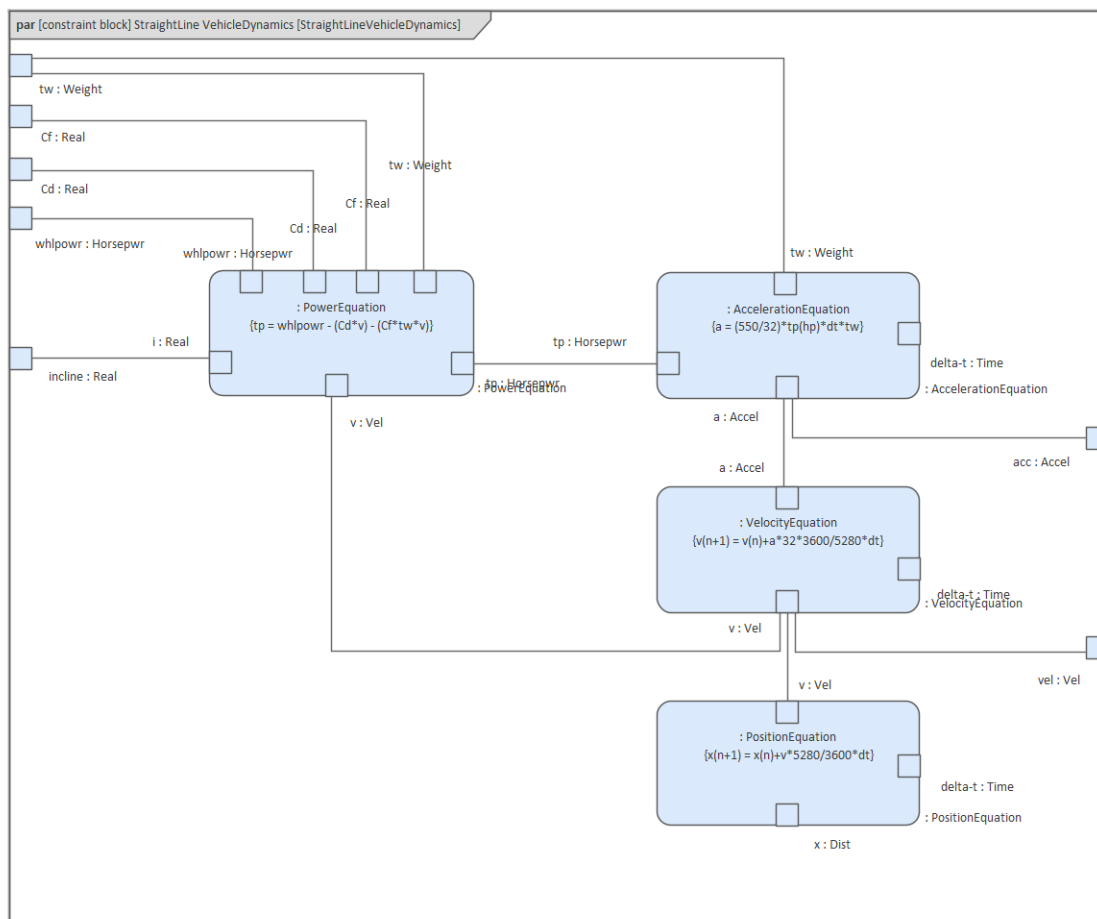 par [constraint block] StraightLine VehicleDynamics [StraightLineVehicleDynamics]
tw : Weight
Cf : Real
tw : Weight
Cd : Real
Cf : Real
Cd : Real
whlpowr : Horsepwr
whlpowr : Horsepwr
tw : Weight
: PowerEquation
{tp = whlpowr - (Cd*v) - (Cf*tw*v)}
: AccelerationEquation
{a = (550/32)*tp(hp)*dt*tw}
i : Real
tp : Horsepwr
delta-t : Time
incline : Real
tp : Horsepwr
: PowerEquation
: AccelerationEquation
v : Vel
a : Accel
acc : Accel
a : Accel
: VelocityEquation
{v(n+1) = v(n)+a*32*3600/5280*dt}
delta-t : Time
: VelocityEquation
v : Vel
vel : Vel
v : Vel
: PositionEquation
{x(n+1) = x(n)+v*5280/3600*dt}
delta-t : Time
: PositionEquation
x : Dist